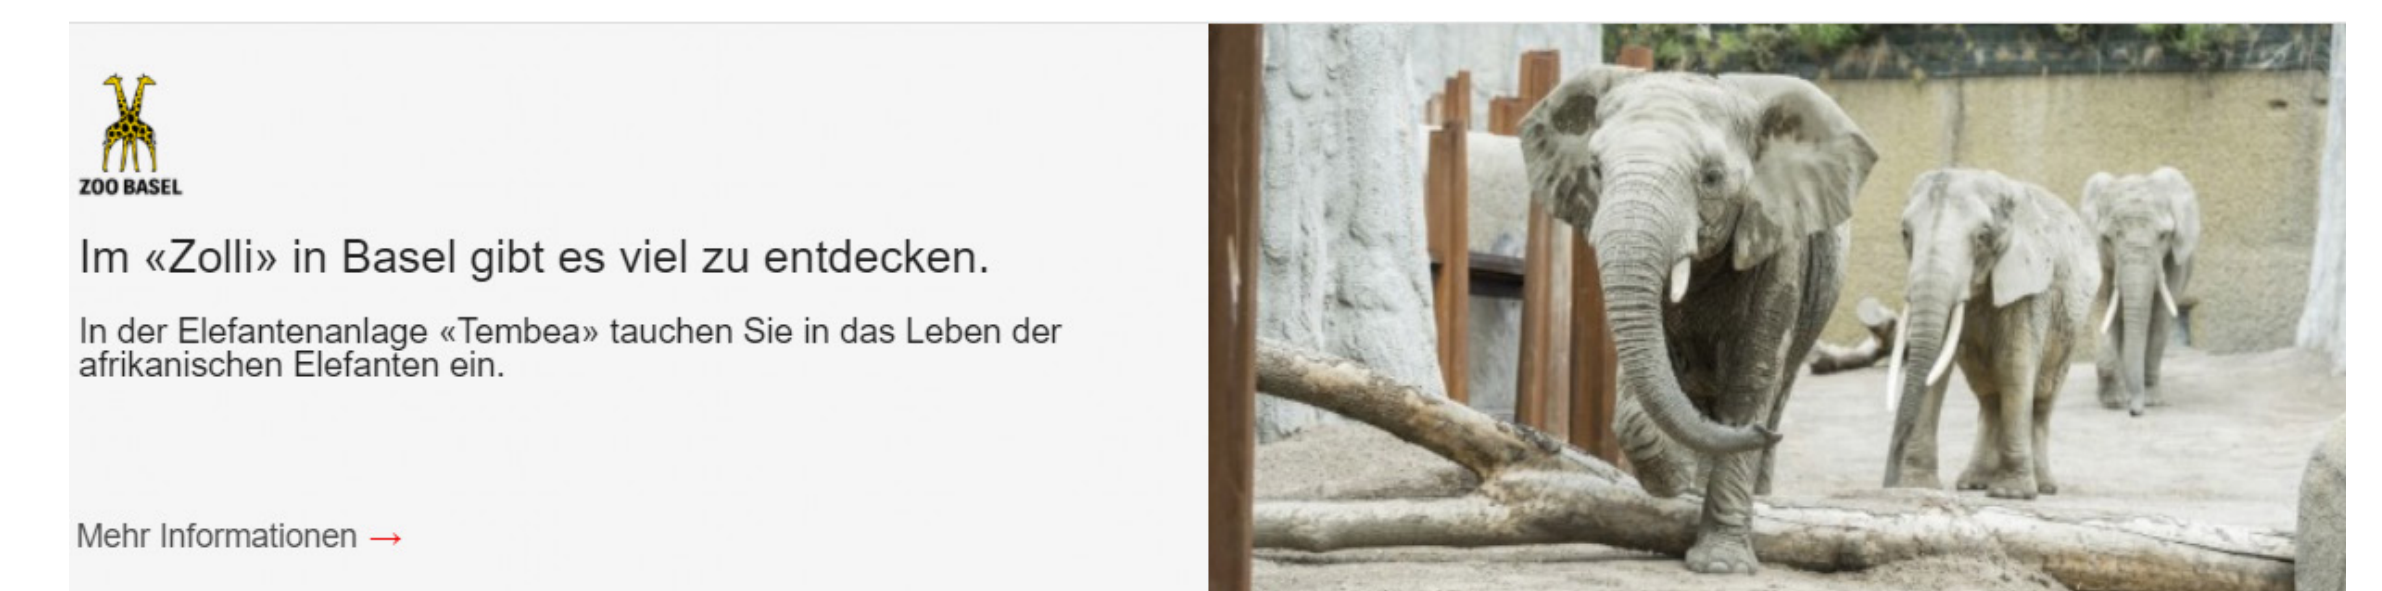 ZOO BASEL
Im «Zolli» in Basel gibt es viel zu entdecken.
In der Elefantenanlage «Tembea» tauchen Sie in das Leben der
afrikanischen Elefanten ein.
Mehr Informationen →